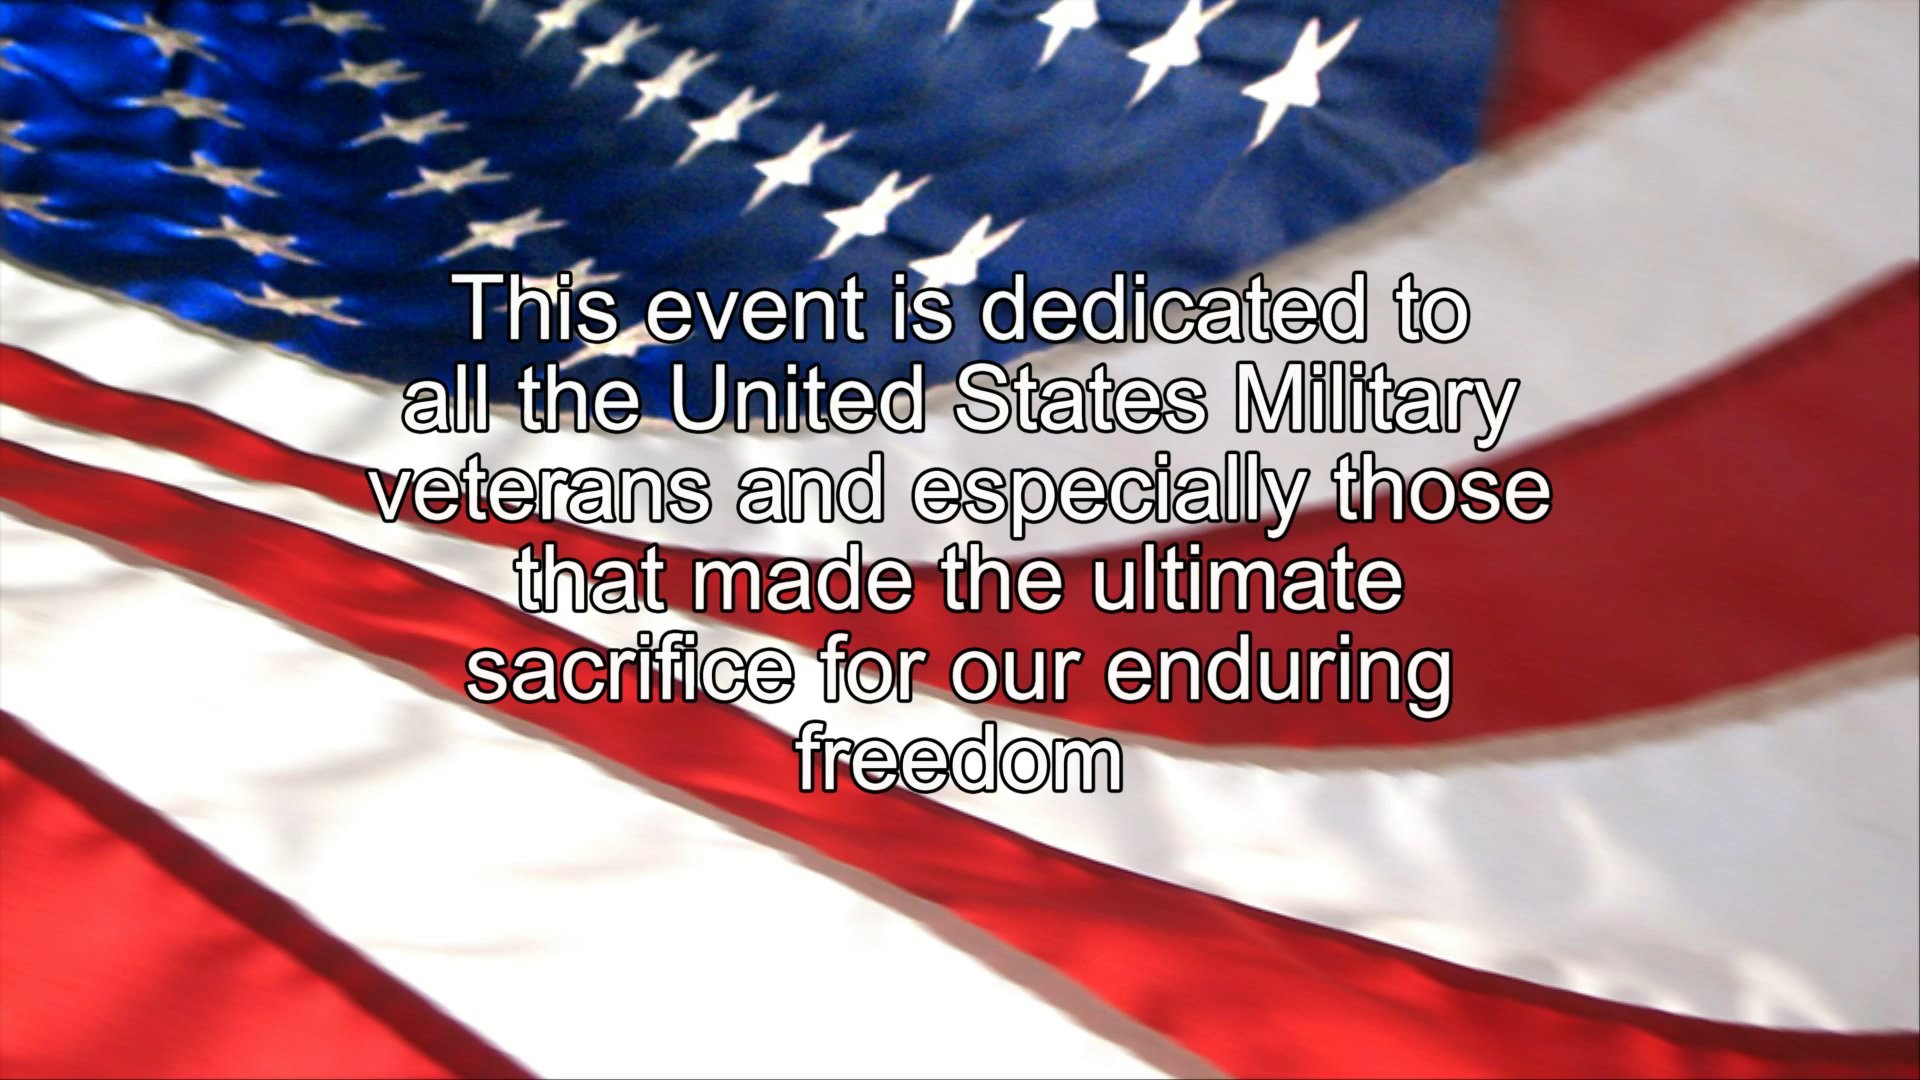 This event is dedicated to
all the United States Military
veterans and especially those
that made the ultimate
sacrifice for our enduring
freedom